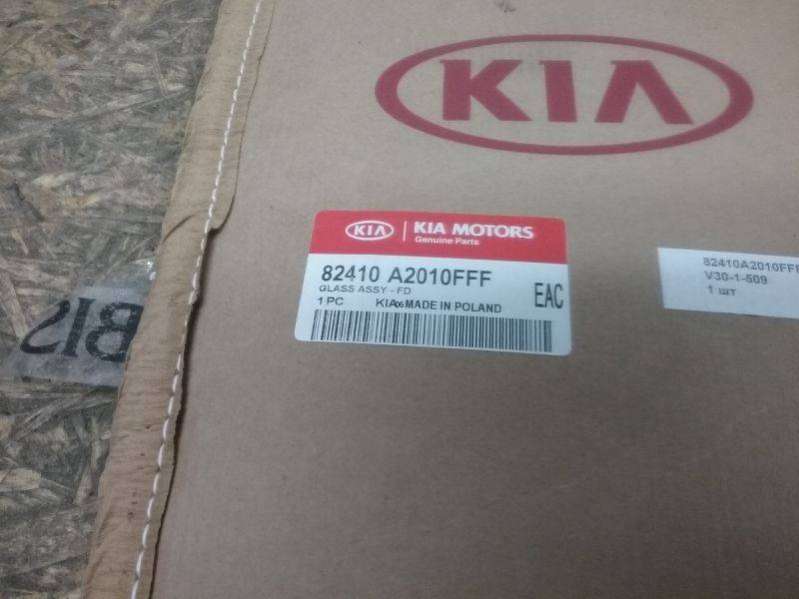 KIA
KIA KIA MOTORS
Genuine Parts
82410 A2010FFF
GLASS ASSY - FD
1 PC KIA06 MADE IN POLAND
EAC
82410A2010FFF
V30-1-509
1 шт